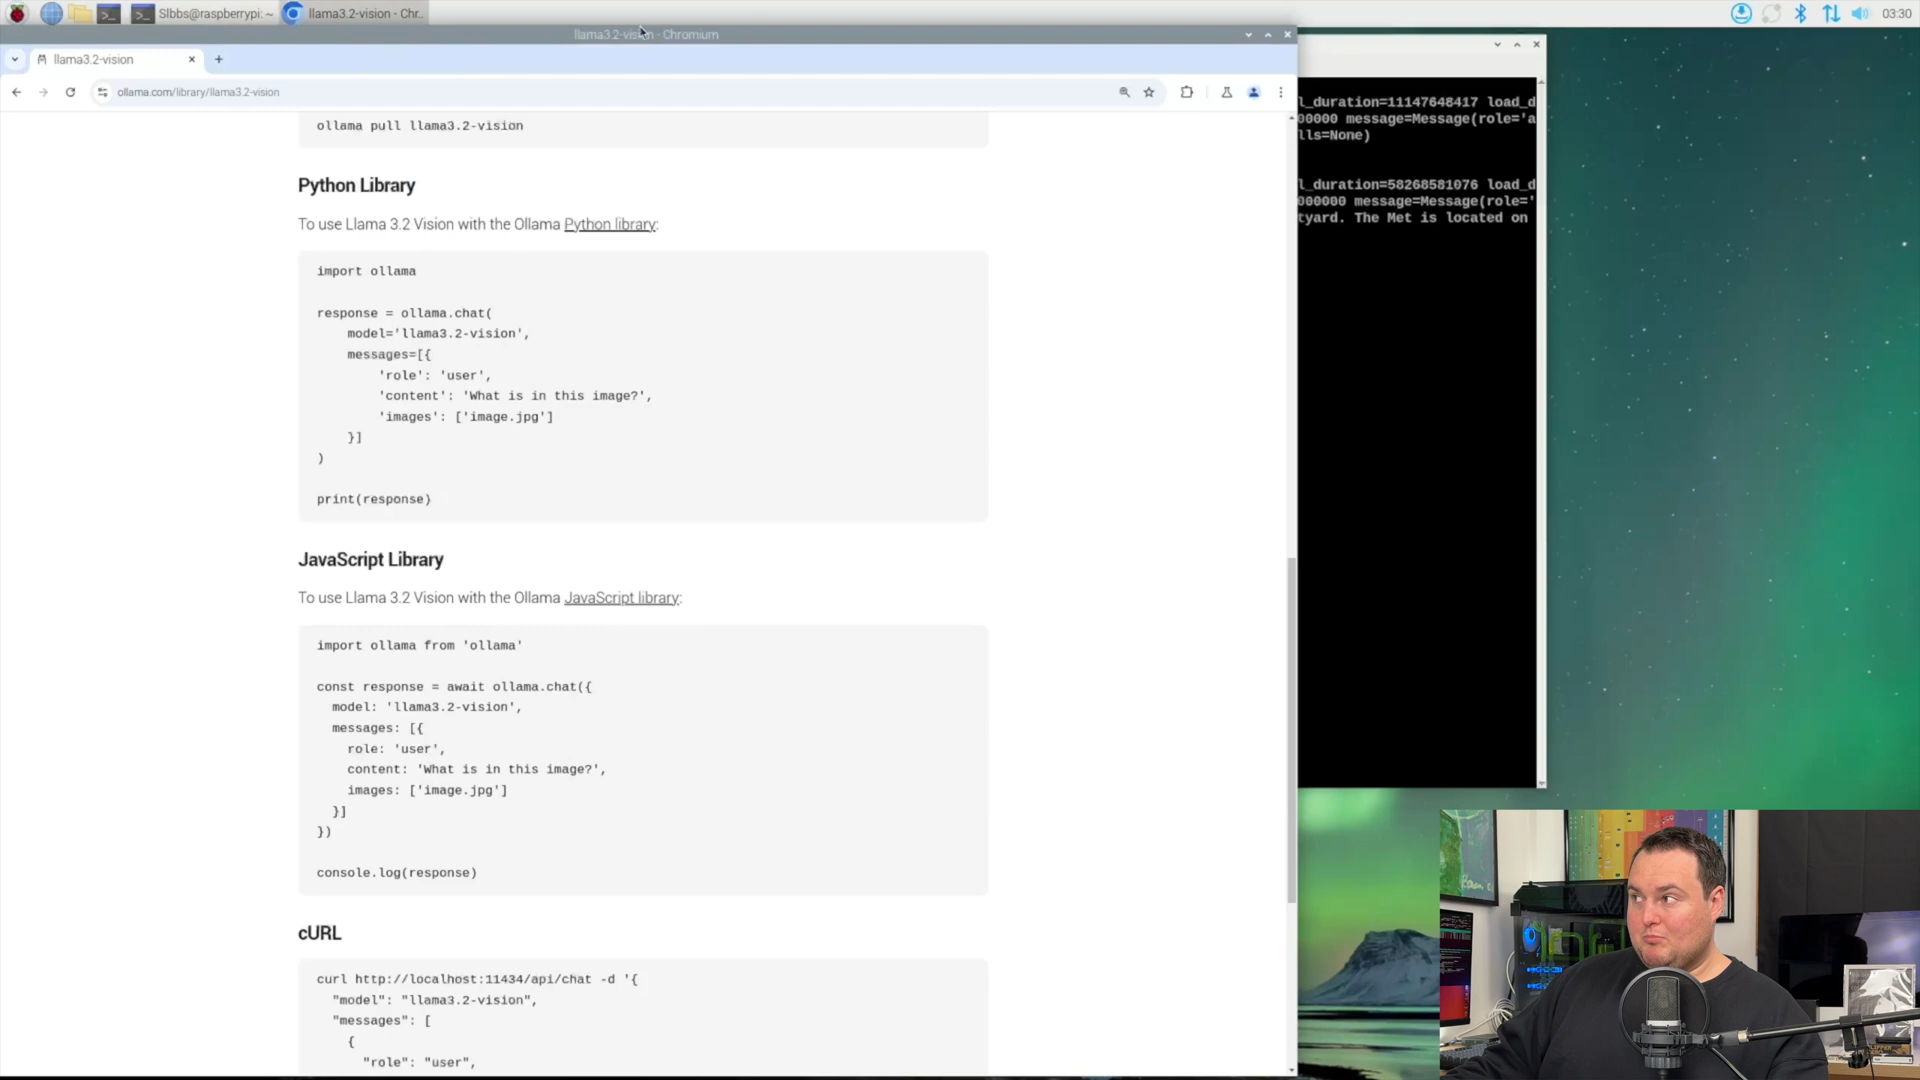 Slbbs@raspberrypi: ~
llama3.2-vision - Chr...
03:30
llama3.2-vision - Chromium
llama3.2-vision
ollama.com/library/llama3.2-vision
ollama pull llama3.2-vision
Python Library
To use Llama 3.2 Vision with the Ollama Python library:
import ollama
response = ollama.chat(
model='llama3.2-vision',
messages=[{
'role': 'user',
'content': 'What is in this image?',
'images': ['image.jpg']
}]
)
print(response)
JavaScript Library
To use Llama 3.2 Vision with the Ollama JavaScript library:
import ollama from 'ollama'
const response = await ollama.chat({
model: 'llama3.2-vision',
messages: [{
role: 'user',
content: 'What is in this image?',
images: ['image.jpg']
}]
})
console.log(response)
cURL
curl http://localhost:11434/api/chat -d '{
"model": "llama3.2-vision",
"messages": [
{
"role": "user",
l_duration=11147648417 load_d
00000 message=Message(role='a
lls=None)
l_duration=58268581076 load_d
000000 message=Message(role='
tyard. The Met is located on